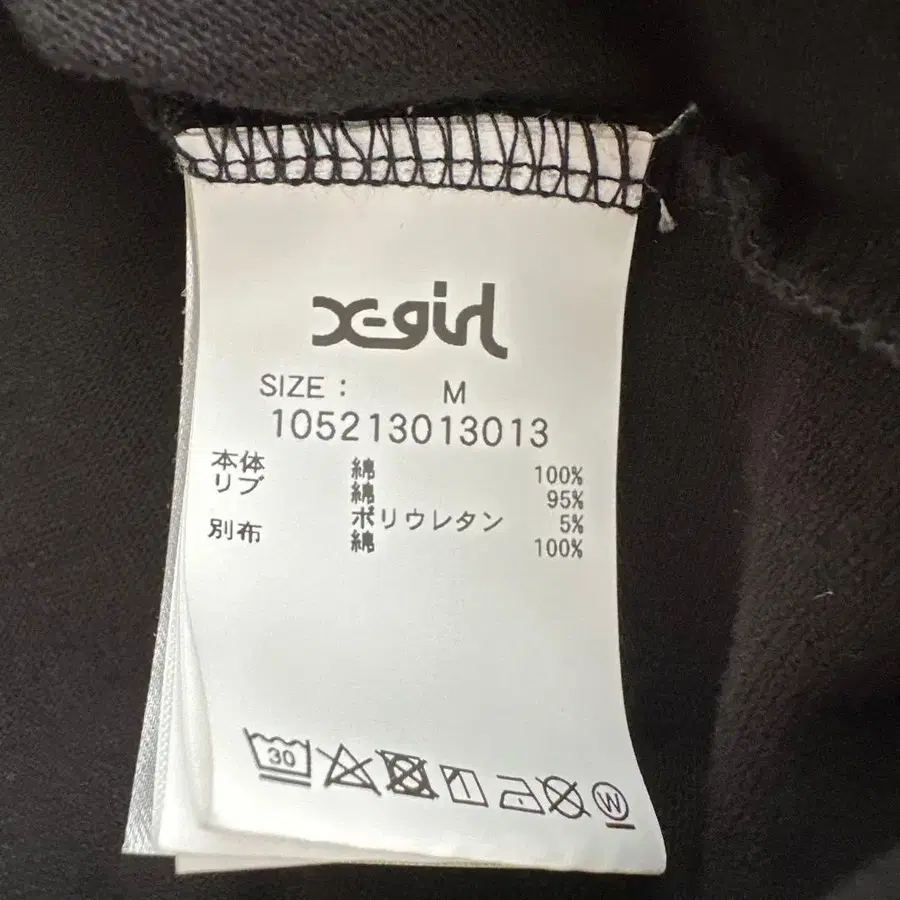 X-girl
SIZE : M
105213013013
本体 綿 100%
リブ 綿 95%
ポリウレタン 5%
別布 綿 100%
30
W